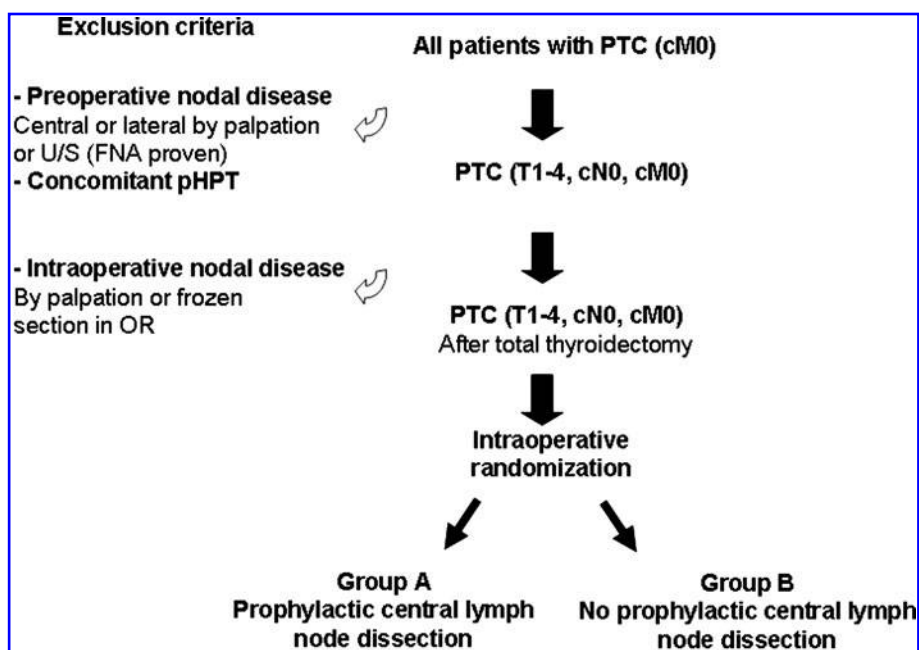 Exclusion criteria
All patients with PTC (cM0)
- Preoperative nodal disease
Central or lateral by palpation
or U/S (FNA proven)
- Concomitant pHPT
PTC (T1-4, cN0, cM0)
- Intraoperative nodal disease
By palpation or frozen
section in OR
PTC (T1-4, cN0, cM0)
After total thyroidectomy
Intraoperative
randomization
Group A
Prophylactic central lymph
node dissection
Group B
No prophylactic central lymph
node dissection